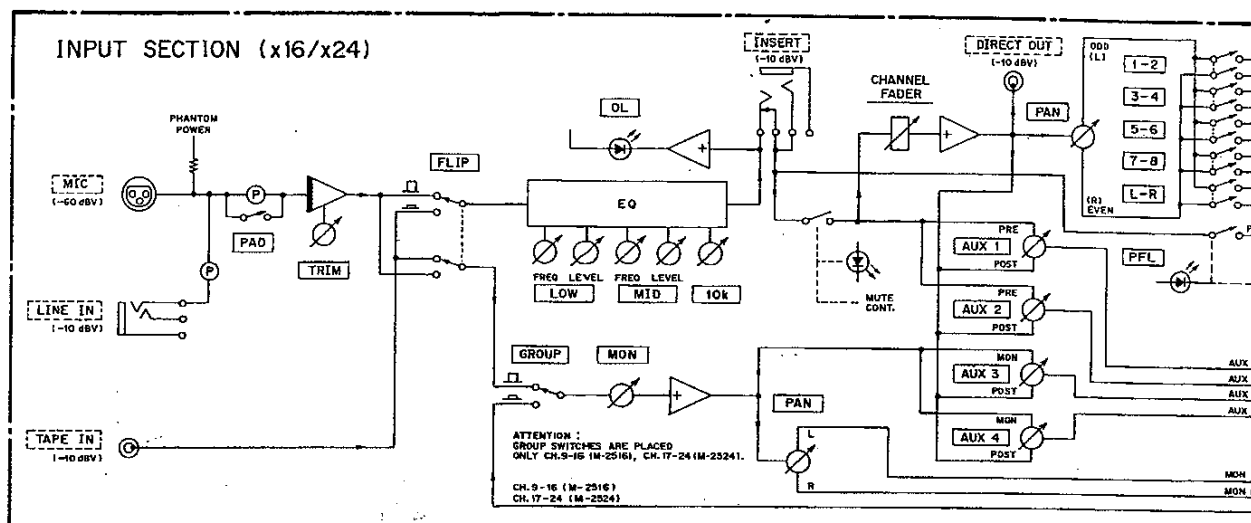 INPUT SECTION (x16/x24)
INSERT
(-10 dBV)
DIRECT OUT
(-10 dBV)
ODD
(L)
1-2
3-4
5-6
7-8
L-R
(R)
EVEN
CHANNEL
FADER
PAN
OL
PHANTOM
POWER
FLIP
MIC
(-60 dBV)
P
PAD
TRIM
EQ
FREQ LEVEL FREQ LEVEL
LOW
MID
10k
P
LINE IN
(-10 dBV)
MUTE
CONT.
PRE
AUX 1
POST
PFL
PRE
AUX 2
POST
GROUP
MON
MON
AUX 3
POST
AUX
AUX
AUX
AUX
PAN
MON
AUX 4
POST
L
R
TAPE IN
(-10 dBV)
ATTENTION :
GROUP SWITCHES ARE PLACED
ONLY CH.9-16 (M-2516), CH.17-24 (M-2524).
CH.9-16 (M-2516)
CH.17-24 (M-2524)
MON
MON